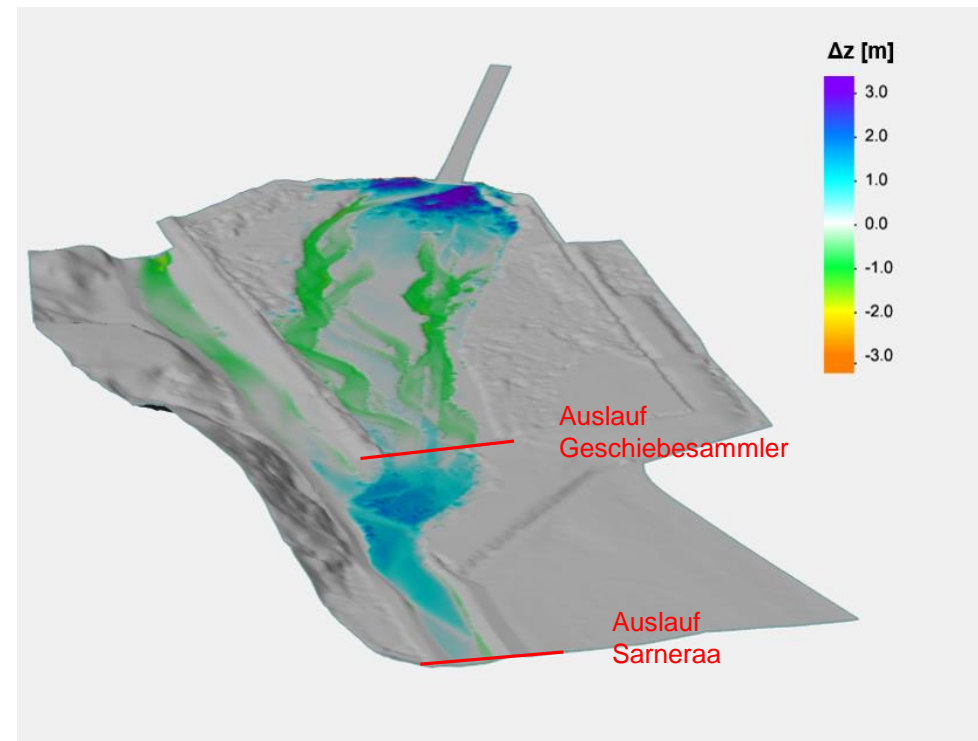 Δz [m]
3.0
2.0
1.0
0.0
-1.0
-2.0
-3.0
Auslauf
Geschiebesammler
Auslauf
Sarneraa